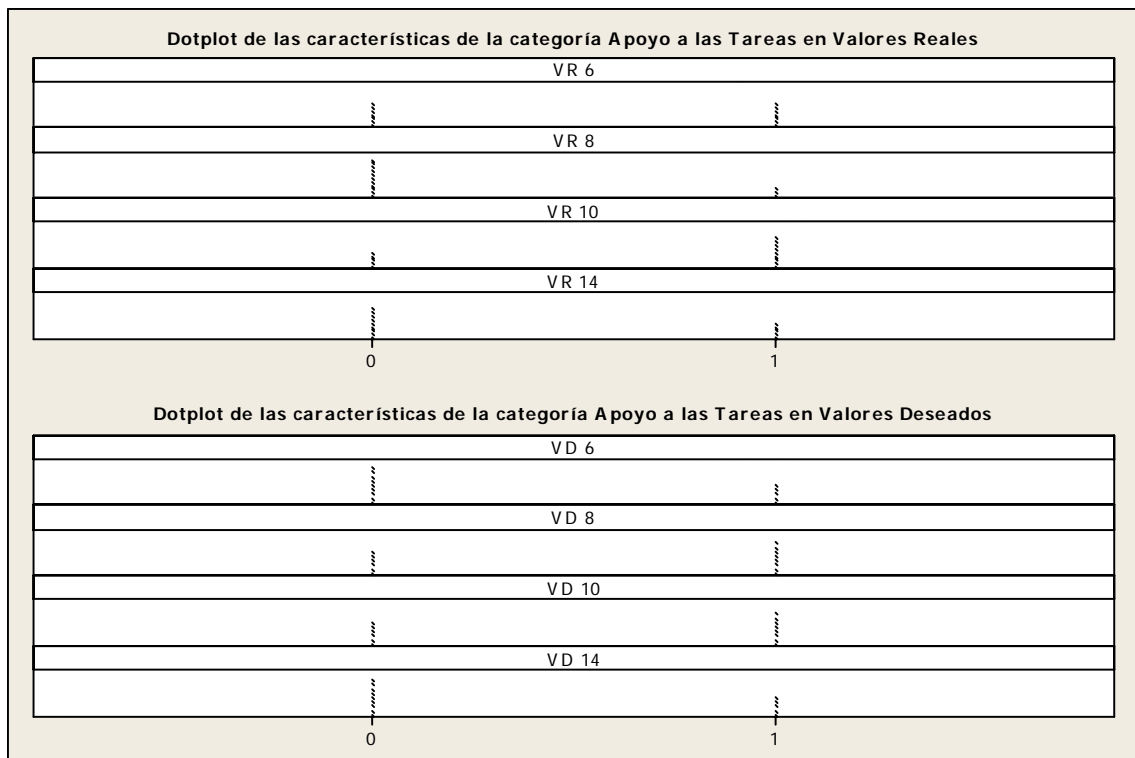 Dotplot de las características de la categoría Apoyo a las Tareas en Valores Reales
VR 6
VR 8
VR 10
VR 14
0 1
Dotplot de las características de la categoría Apoyo a las Tareas en Valores Deseados
VD 6
VD 8
VD 10
VD 14
0 1